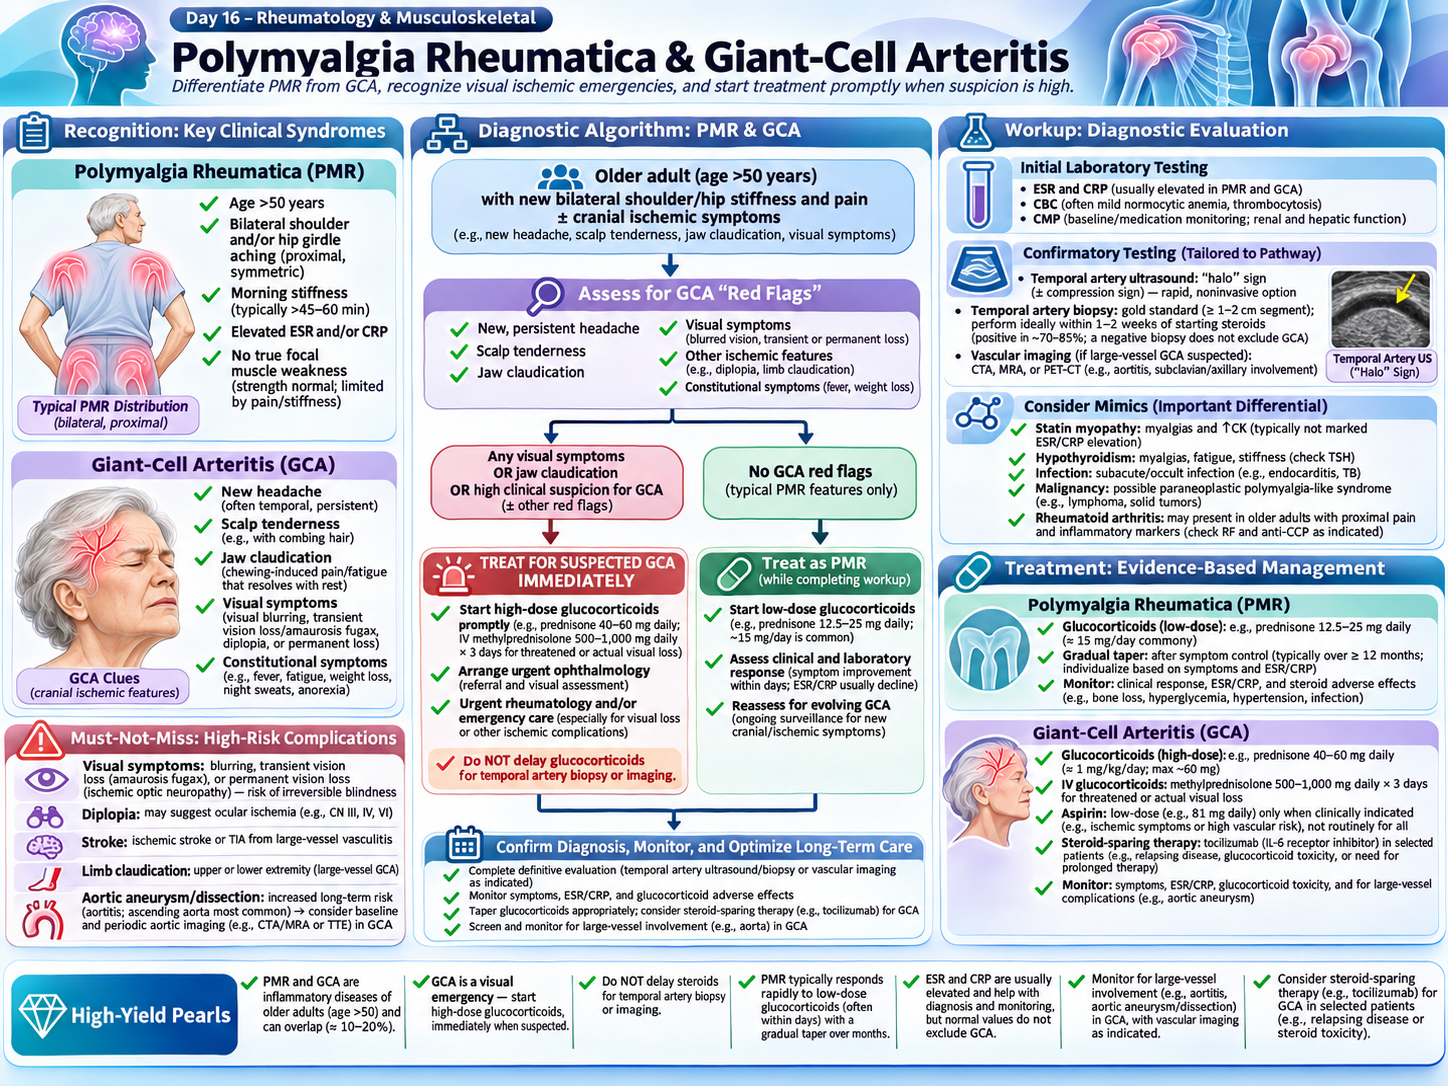 Day 16 – Rheumatology & Musculoskeletal
Polymyalgia Rheumatica & Giant-Cell Arteritis
Differentiate PMR from GCA, recognize visual ischemic emergencies, and start treatment promptly when suspicion is high.
Recognition: Key Clinical Syndromes
Polymyalgia Rheumatica (PMR)
Age >50 years
Bilateral shoulder
and/or hip girdle
aching (proximal,
symmetric)
Morning stiffness
(typically >45–60 min)
Elevated ESR and/or CRP
No true focal
muscle weakness
(strength normal; limited
by pain/stiffness)
Typical PMR Distribution
(bilateral, proximal)
Giant-Cell Arteritis (GCA)
New headache
(often temporal, persistent)
Scalp tenderness
(e.g., with combing hair)
Jaw claudication
(chewing-induced pain/fatigue
that resolves with rest)
Visual symptoms
(visual blurring, transient
vision loss/amaurosis fugax,
diplopia, or permanent loss)
Constitutional symptoms
(e.g., fever, fatigue, weight loss,
night sweats, anorexia)
GCA Clues
(cranial ischemic features)
Must-Not-Miss: High-Risk Complications
Visual symptoms: blurring, transient vision
loss (amaurosis fugax), or permanent vision loss
(ischemic optic neuropathy) — risk of irreversible blindness
Diplopia: may suggest ocular ischemia (e.g., CN III, IV, VI)
Stroke: ischemic stroke or TIA from large-vessel vasculitis
Limb claudication: upper or lower extremity (large-vessel GCA)
Aortic aneurysm/dissection: increased long-term risk
(aortitis; ascending aorta most common) → consider baseline
and periodic aortic imaging (e.g., CTA/MRA or TTE) in GCA
Diagnostic Algorithm: PMR & GCA
Older adult (age >50 years)
with new bilateral shoulder/hip stiffness and pain
± cranial ischemic symptoms
(e.g., new headache, scalp tenderness, jaw claudication, visual symptoms)
Assess for GCA “Red Flags”
New, persistent headache
Scalp tenderness
Jaw claudication
Visual symptoms
(blurred vision, transient or permanent loss)
Other ischemic features
(e.g., diplopia, limb claudication)
Constitutional symptoms (fever, weight loss)
Any visual symptoms
OR jaw claudication
OR high clinical suspicion for GCA
(± other red flags)
No GCA red flags
(typical PMR features only)
TREAT FOR SUSPECTED GCA
IMMEDIATELY
Start high-dose glucocorticoids
promptly (e.g., prednisone 40–60 mg daily;
IV methylprednisolone 500–1,000 mg daily
× 3 days for threatened or actual visual loss)
Arrange urgent ophthalmology
(referral and visual assessment)
Urgent rheumatology and/or
emergency care (especially for visual loss
or other ischemic complications)
Do NOT delay glucocorticoids
for temporal artery biopsy or imaging.
Treat as PMR
(while completing workup)
Start low-dose glucocorticoids
(e.g., prednisone 12.5–25 mg daily;
~15 mg/day is common)
Assess clinical and laboratory
response (symptom improvement
within days; ESR/CRP usually decline)
Reassess for evolving GCA
(ongoing surveillance for new
cranial/ischemic symptoms)
Confirm Diagnosis, Monitor, and Optimize Long-Term Care
Complete definitive evaluation (temporal artery ultrasound/biopsy or vascular imaging
as indicated)
Monitor symptoms, ESR/CRP, and glucocorticoid adverse effects
Taper glucocorticoids appropriately; consider steroid-sparing therapy (e.g., tocilizumab) for GCA
Screen and monitor for large-vessel involvement (e.g., aorta) in GCA
Workup: Diagnostic Evaluation
Initial Laboratory Testing
• ESR and CRP (usually elevated in PMR and GCA)
• CBC (often mild normocytic anemia, thrombocytosis)
• CMP (baseline/medication monitoring; renal and hepatic function)
Confirmatory Testing (Tailored to Pathway)
• Temporal artery ultrasound: “halo” sign
(± compression sign) — rapid, noninvasive option
• Temporal artery biopsy: gold standard (≥ 1–2 cm segment);
perform ideally within 1–2 weeks of starting steroids
(positive in ~70–85%; a negative biopsy does not exclude GCA)
• Vascular imaging (if large-vessel GCA suspected):
CTA, MRA, or PET-CT (e.g., aortitis, subclavian/axillary involvement)
Temporal Artery US
(“Halo” Sign)
Consider Mimics (Important Differential)
Statin myopathy: myalgias and ↑CK (typically not marked
ESR/CRP elevation)
Hypothyroidism: myalgias, fatigue, stiffness (check TSH)
Infection: subacute/occult infection (e.g., endocarditis, TB)
Malignancy: possible paraneoplastic polymyalgia-like syndrome
(e.g., lymphoma, solid tumors)
Rheumatoid arthritis: may present in older adults with proximal pain
and inflammatory markers (check RF and anti-CCP as indicated)
Treatment: Evidence-Based Management
Polymyalgia Rheumatica (PMR)
Glucocorticoids (low-dose): e.g., prednisone 12.5–25 mg daily
(≈ 15 mg/day commony)
Gradual taper: after symptom control (typically over ≥ 12 months;
individualize based on symptoms and ESR/CRP)
Monitor: clinical response, ESR/CRP, and steroid adverse effects
(e.g., bone loss, hyperglycemia, hypertension, infection)
Giant-Cell Arteritis (GCA)
Glucocorticoids (high-dose): e.g., prednisone 40–60 mg daily
(≈ 1 mg/kg/day; max ~60 mg)
IV glucocorticoids: methylprednisolone 500–1,000 mg daily × 3 days
for threatened or actual visual loss
Aspirin: low-dose (e.g., 81 mg daily) only when clinically indicated
(e.g., ischemic symptoms or high vascular risk), not routinely for all
Steroid-sparing therapy: tocilizumab (IL-6 receptor inhibitor) in selected
patients (e.g., relapsing disease, glucocorticoid toxicity, or need for
prolonged therapy)
Monitor: symptoms, ESR/CRP, glucocorticoid toxicity, and for large-vessel
complications (e.g., aortic aneurysm)
High-Yield Pearls
PMR and GCA are
inflammatory diseases of
older adults (age >50) and
can overlap (≈ 10–20%).
GCA is a visual
emergency — start
high-dose glucocorticoids,
immediately when suspected.
Do NOT delay steroids
for temporal artery biopsy
or imaging.
PMR typically responds
rapidly to low-dose
glucocorticoids (often
within days) with a
gradual taper over months.
ESR and CRP are usually
elevated and help with
diagnosis and monitoring,
but normal values do not
exclude GCA.
Monitor for large-vessel
involvement (e.g., aortitis,
aortic aneurysm/dissection)
in GCA, with vascular imaging
as indicated.
Consider steroid-sparing
therapy (e.g., tocilizumab) for
GCA in selected patients
(e.g., relapsing disease or
steroid toxicity).